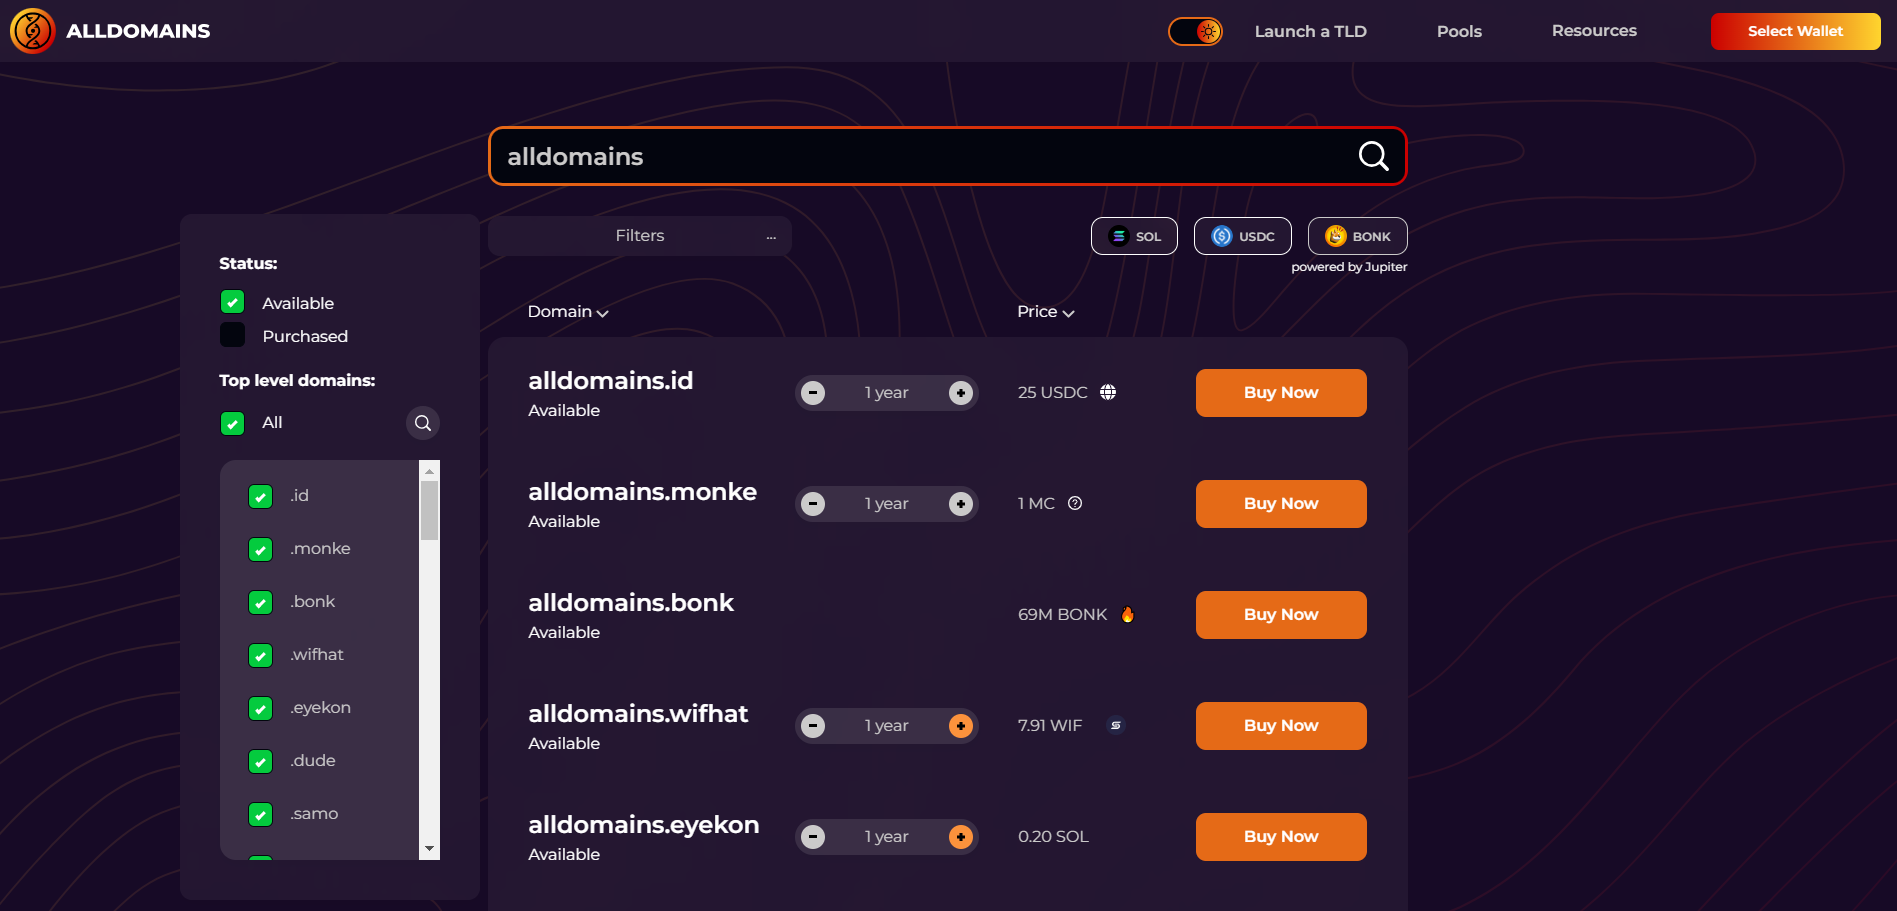 ALLDOMAINS
Launch a TLD
Pools
Resources
Select Wallet
alldomains
Filters
...
SOL
USDC
BONK
powered by Jupiter
Status:
Available
Purchased
Top level domains:
All
.id
.monke
.bonk
.wifhat
.eyekon
.dude
.samo
Domain
Price
alldomains.id
Available
1 year
25 USDC
Buy Now
alldomains.monke
Available
1 year
1 MC
Buy Now
alldomains.bonk
Available
69M BONK
Buy Now
alldomains.wifhat
Available
1 year
7.91 WIF
Buy Now
alldomains.eyekon
Available
1 year
0.20 SOL
Buy Now